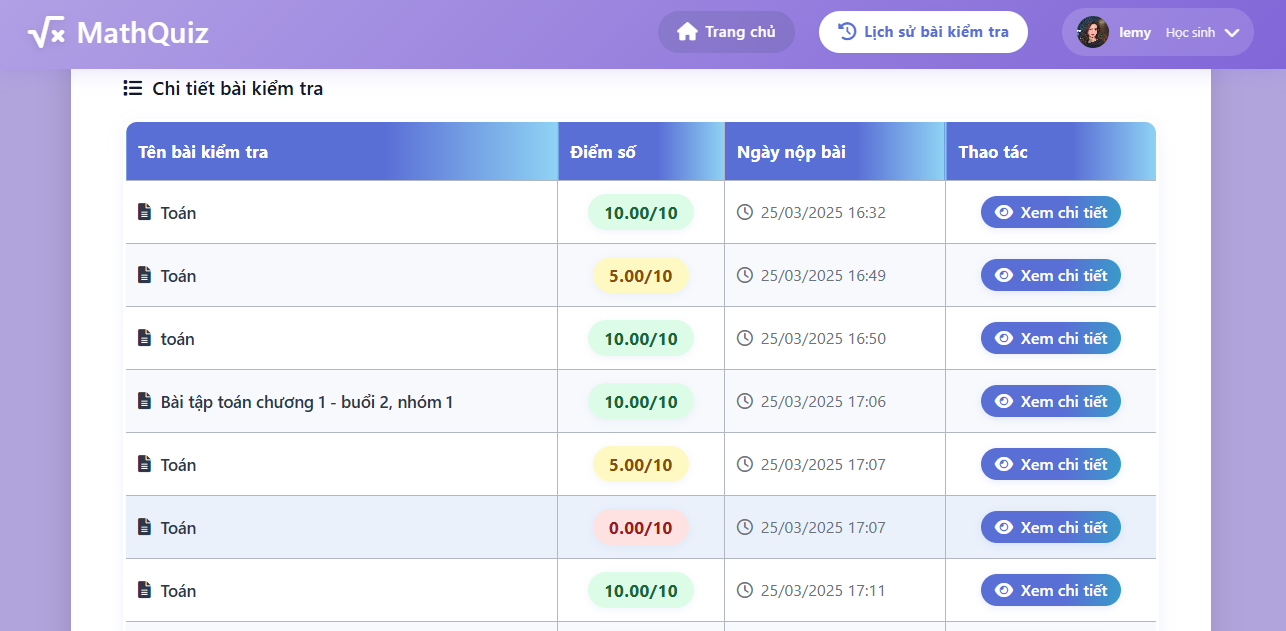 MathQuiz
Trang chủ
Lịch sử bài kiểm tra
lemy Học sinh
Chi tiết bài kiểm tra
Tên bài kiểm tra Điểm số Ngày nộp bài Thao tác
Toán 10.00/10 25/03/2025 16:32 Xem chi tiết
Toán 5.00/10 25/03/2025 16:49 Xem chi tiết
toán 10.00/10 25/03/2025 16:50 Xem chi tiết
Bài tập toán chương 1 - buổi 2, nhóm 1 10.00/10 25/03/2025 17:06 Xem chi tiết
Toán 5.00/10 25/03/2025 17:07 Xem chi tiết
Toán 0.00/10 25/03/2025 17:07 Xem chi tiết
Toán 10.00/10 25/03/2025 17:11 Xem chi tiết